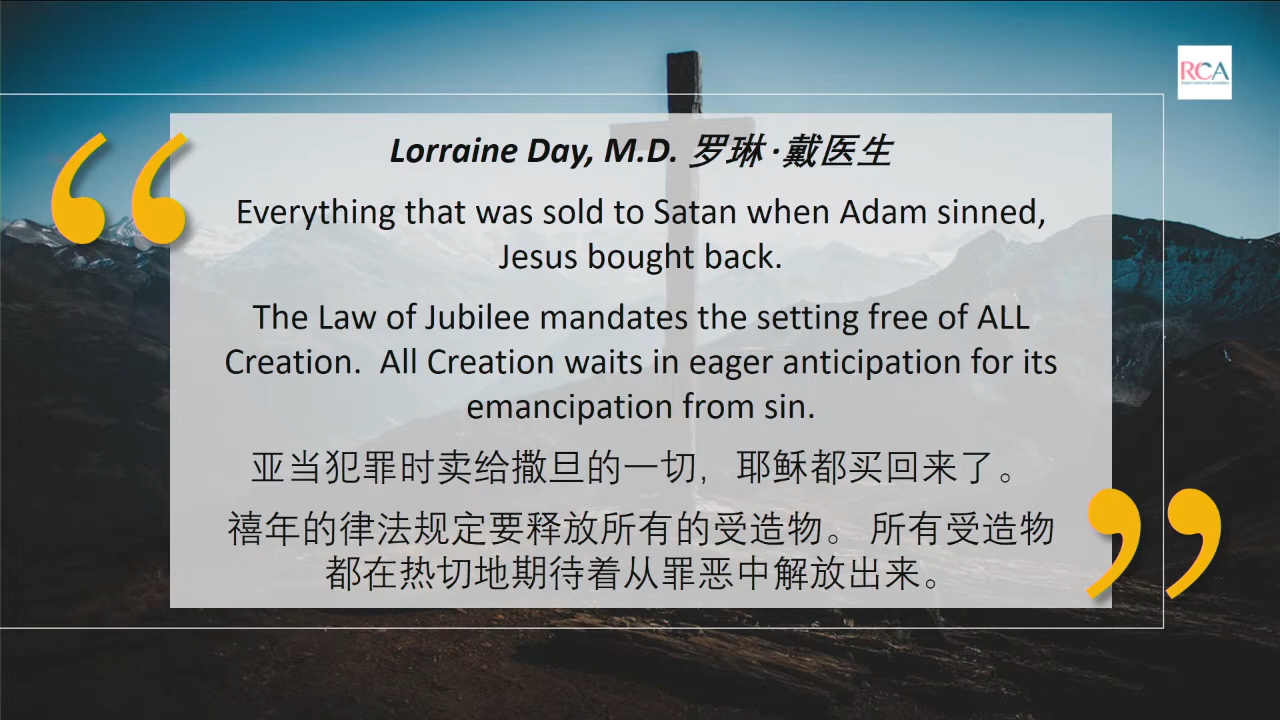 RCA
Lorraine Day, M.D. 罗琳·戴医生
Everything that was sold to Satan when Adam sinned,
Jesus bought back.
The Law of Jubilee mandates the setting free of ALL
Creation.  All Creation waits in eager anticipation for its
emancipation from sin.
亚当犯罪时卖给撒旦的一切，耶稣都买回来了。
禧年的律法规定要释放所有的受造物。 所有受造物
都在热切地期待着从罪恶中解放出来。